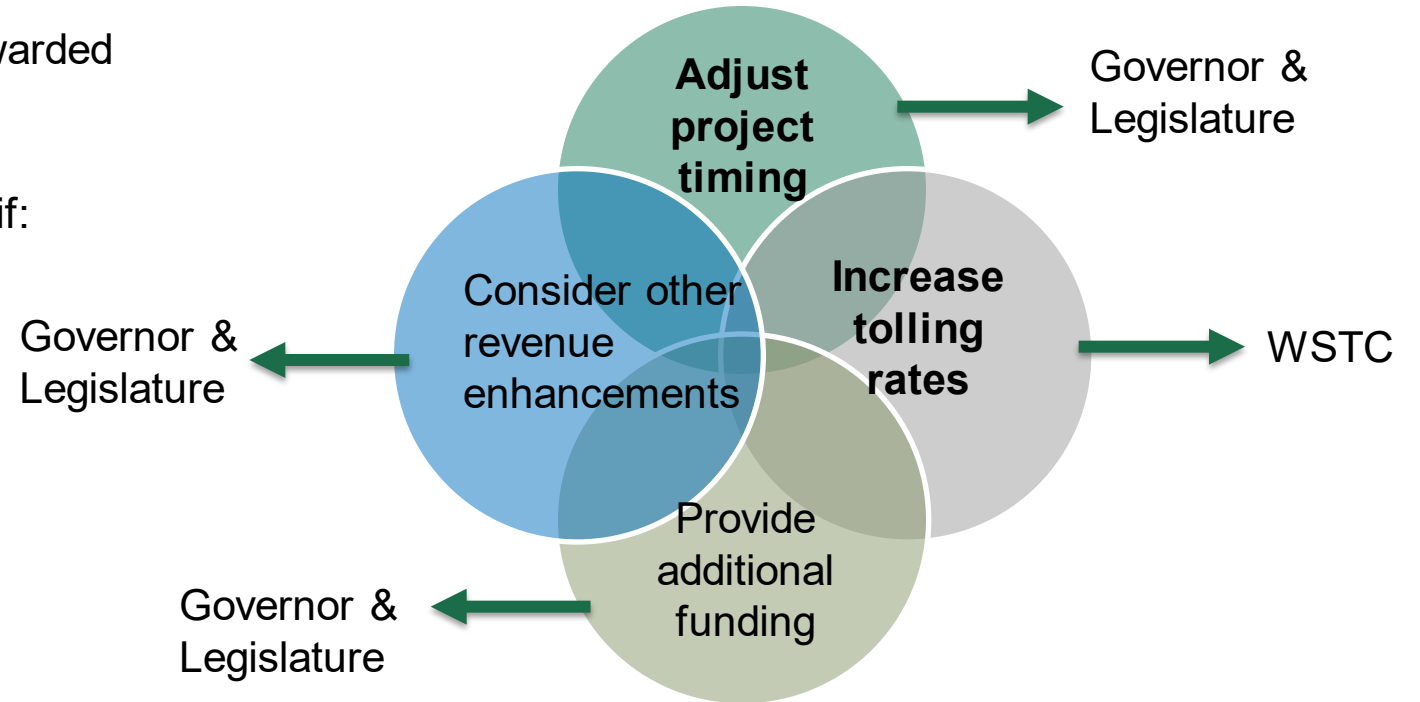 if:
Adjust
project
timing
Governor &
Legislature
Consider other
revenue
enhancements
Governor &
Legislature
Increase
tolling
rates
WSTC
Provide
additional
funding
Governor &
Legislature